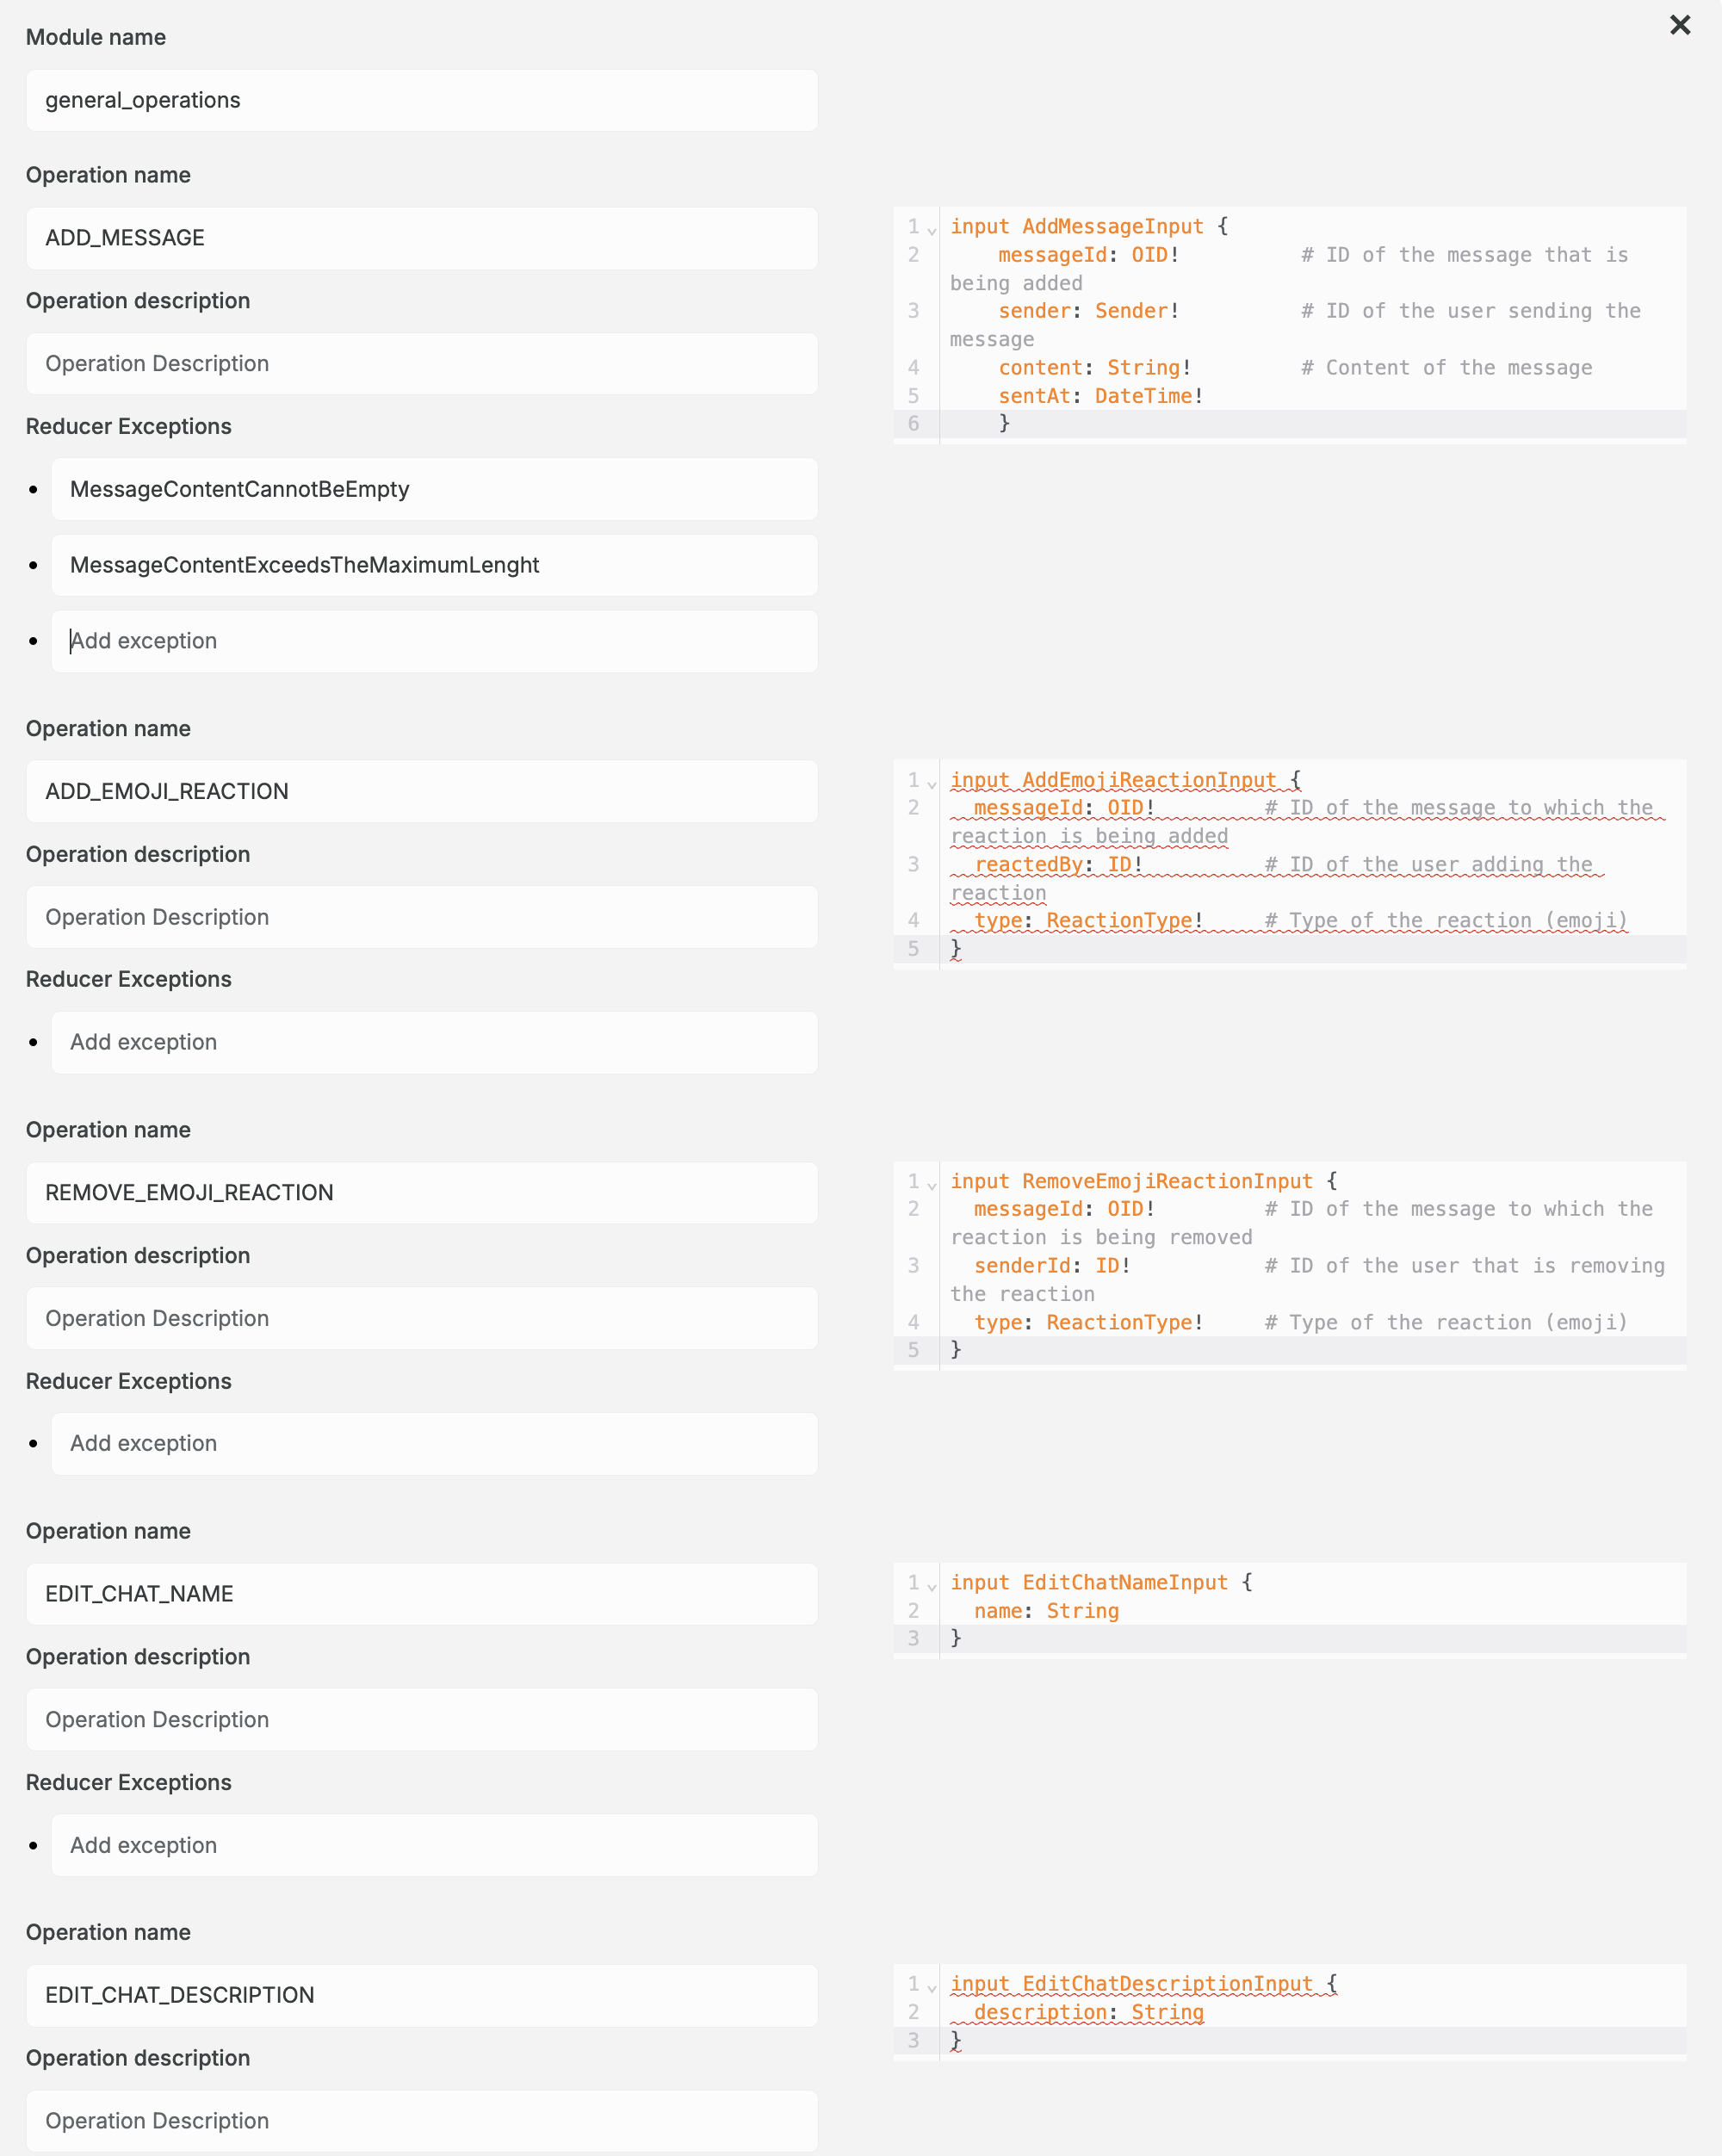 Module name
general_operations
Operation name
ADD_MESSAGE
Operation description
Operation Description
Reducer Exceptions
• MessageContentCannotBeEmpty
• MessageContentExceedsTheMaximumLenght
• Add exception
1 input AddMessageInput {
2 messageId: OID! # ID of the message that is
being added
3 sender: Sender! # ID of the user sending the
message
4 content: String! # Content of the message
5 sentAt: DateTime!
6 }
Operation name
ADD_EMOJI_REACTION
Operation description
Operation Description
Reducer Exceptions
• Add exception
1 input AddEmojiReactionInput {
2 messageId: OID! # ID of the message to which the
reaction is being added
3 reactedBy: ID! # ID of the user adding the
reaction
4 type: ReactionType! # Type of the reaction (emoji)
5 }
Operation name
REMOVE_EMOJI_REACTION
Operation description
Operation Description
Reducer Exceptions
• Add exception
1 input RemoveEmojiReactionInput {
2 messageId: OID! # ID of the message to which the
reaction is being removed
3 senderId: ID! # ID of the user that is removing
the reaction
4 type: ReactionType! # Type of the reaction (emoji)
5 }
Operation name
EDIT_CHAT_NAME
Operation description
Operation Description
Reducer Exceptions
• Add exception
1 input EditChatNameInput {
2 name: String
3 }
Operation name
EDIT_CHAT_DESCRIPTION
Operation description
Operation Description
1 input EditChatDescriptionInput {
2 description: String
3 }